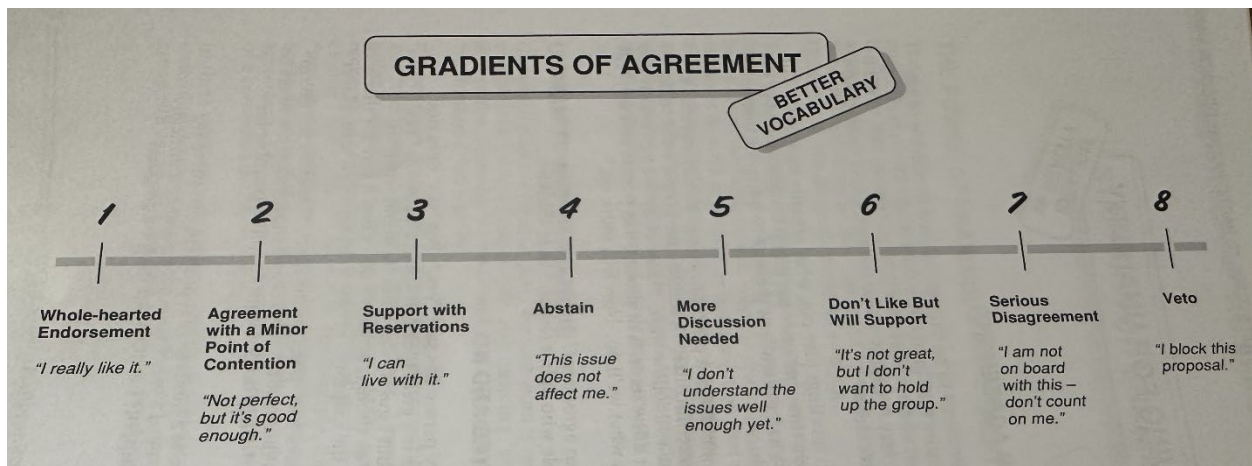 GRADIENTS OF AGREEMENT
BETTER
VOCABULARY
1
Whole-hearted
Endorsement
“I really like it.”
2
Agreement
with a Minor
Point of
Contention
“Not perfect,
but it’s good
enough.”
3
Support with
Reservations
“I can
live with it.”
4
Abstain
“This issue
does not
affect me.”
5
More
Discussion
Needed
“I don’t
understand the
issues well
enough yet.”
6
Don’t Like But
Will Support
“It’s not great,
but I don’t
want to hold
up the group.”
7
Serious
Disagreement
“I am not
on board
with this –
don’t count
on me.”
8
Veto
“I block this
proposal.”